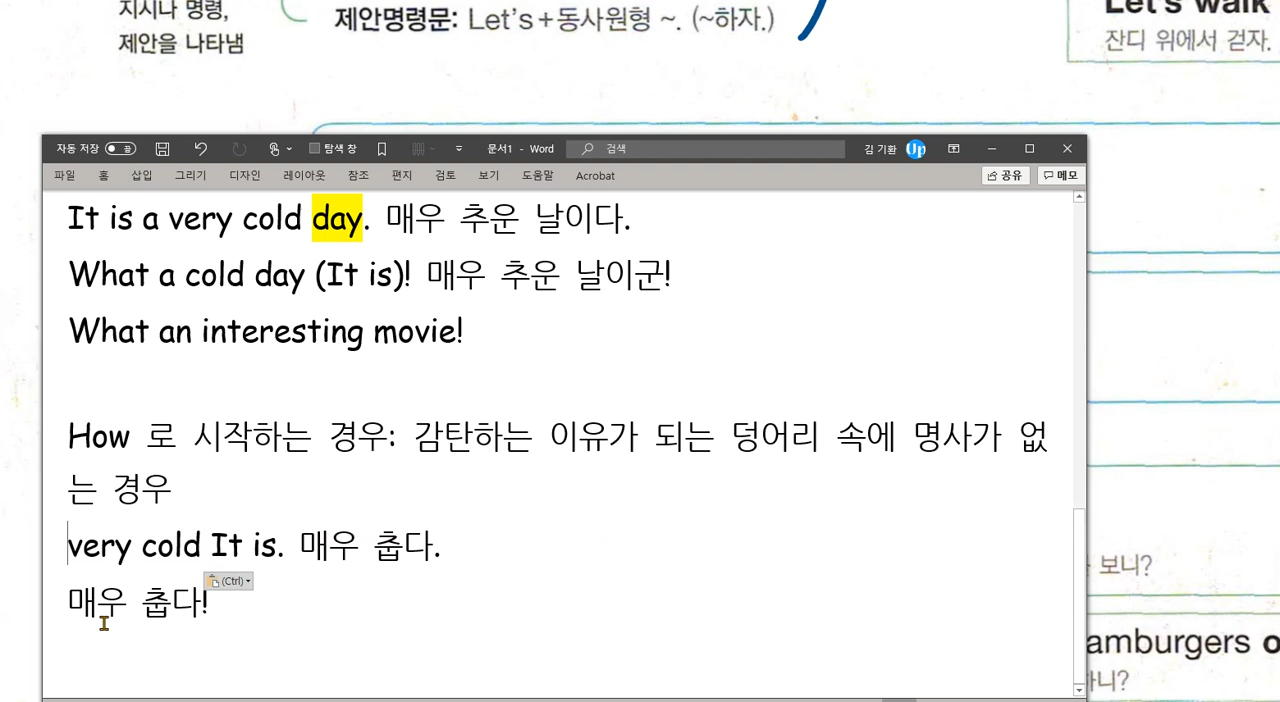 지시나 명령,
제안명령문: Let's+동사원형 ~. (~하자.)
제안을 나타냄
Let's walk
잔디 위에서 걷자.
자동 저장 끔 탐색 창 문서1 - Word 검색 김 기환 Up
파일 홈 삽입 그리기 디자인 레이아웃 참조 편지 검토 보기 도움말 Acrobat 공유 메모
It is a very cold day. 매우 추운 날이다.
What a cold day (It is)! 매우 추운 날이군!
What an interesting movie!
How 로 시작하는 경우: 감탄하는 이유가 되는 덩어리 속에 명사가 없
는 경우
very cold It is. 매우 춥다.
(Ctrl)
매우 춥다!
보니?
amburgers o
하니?